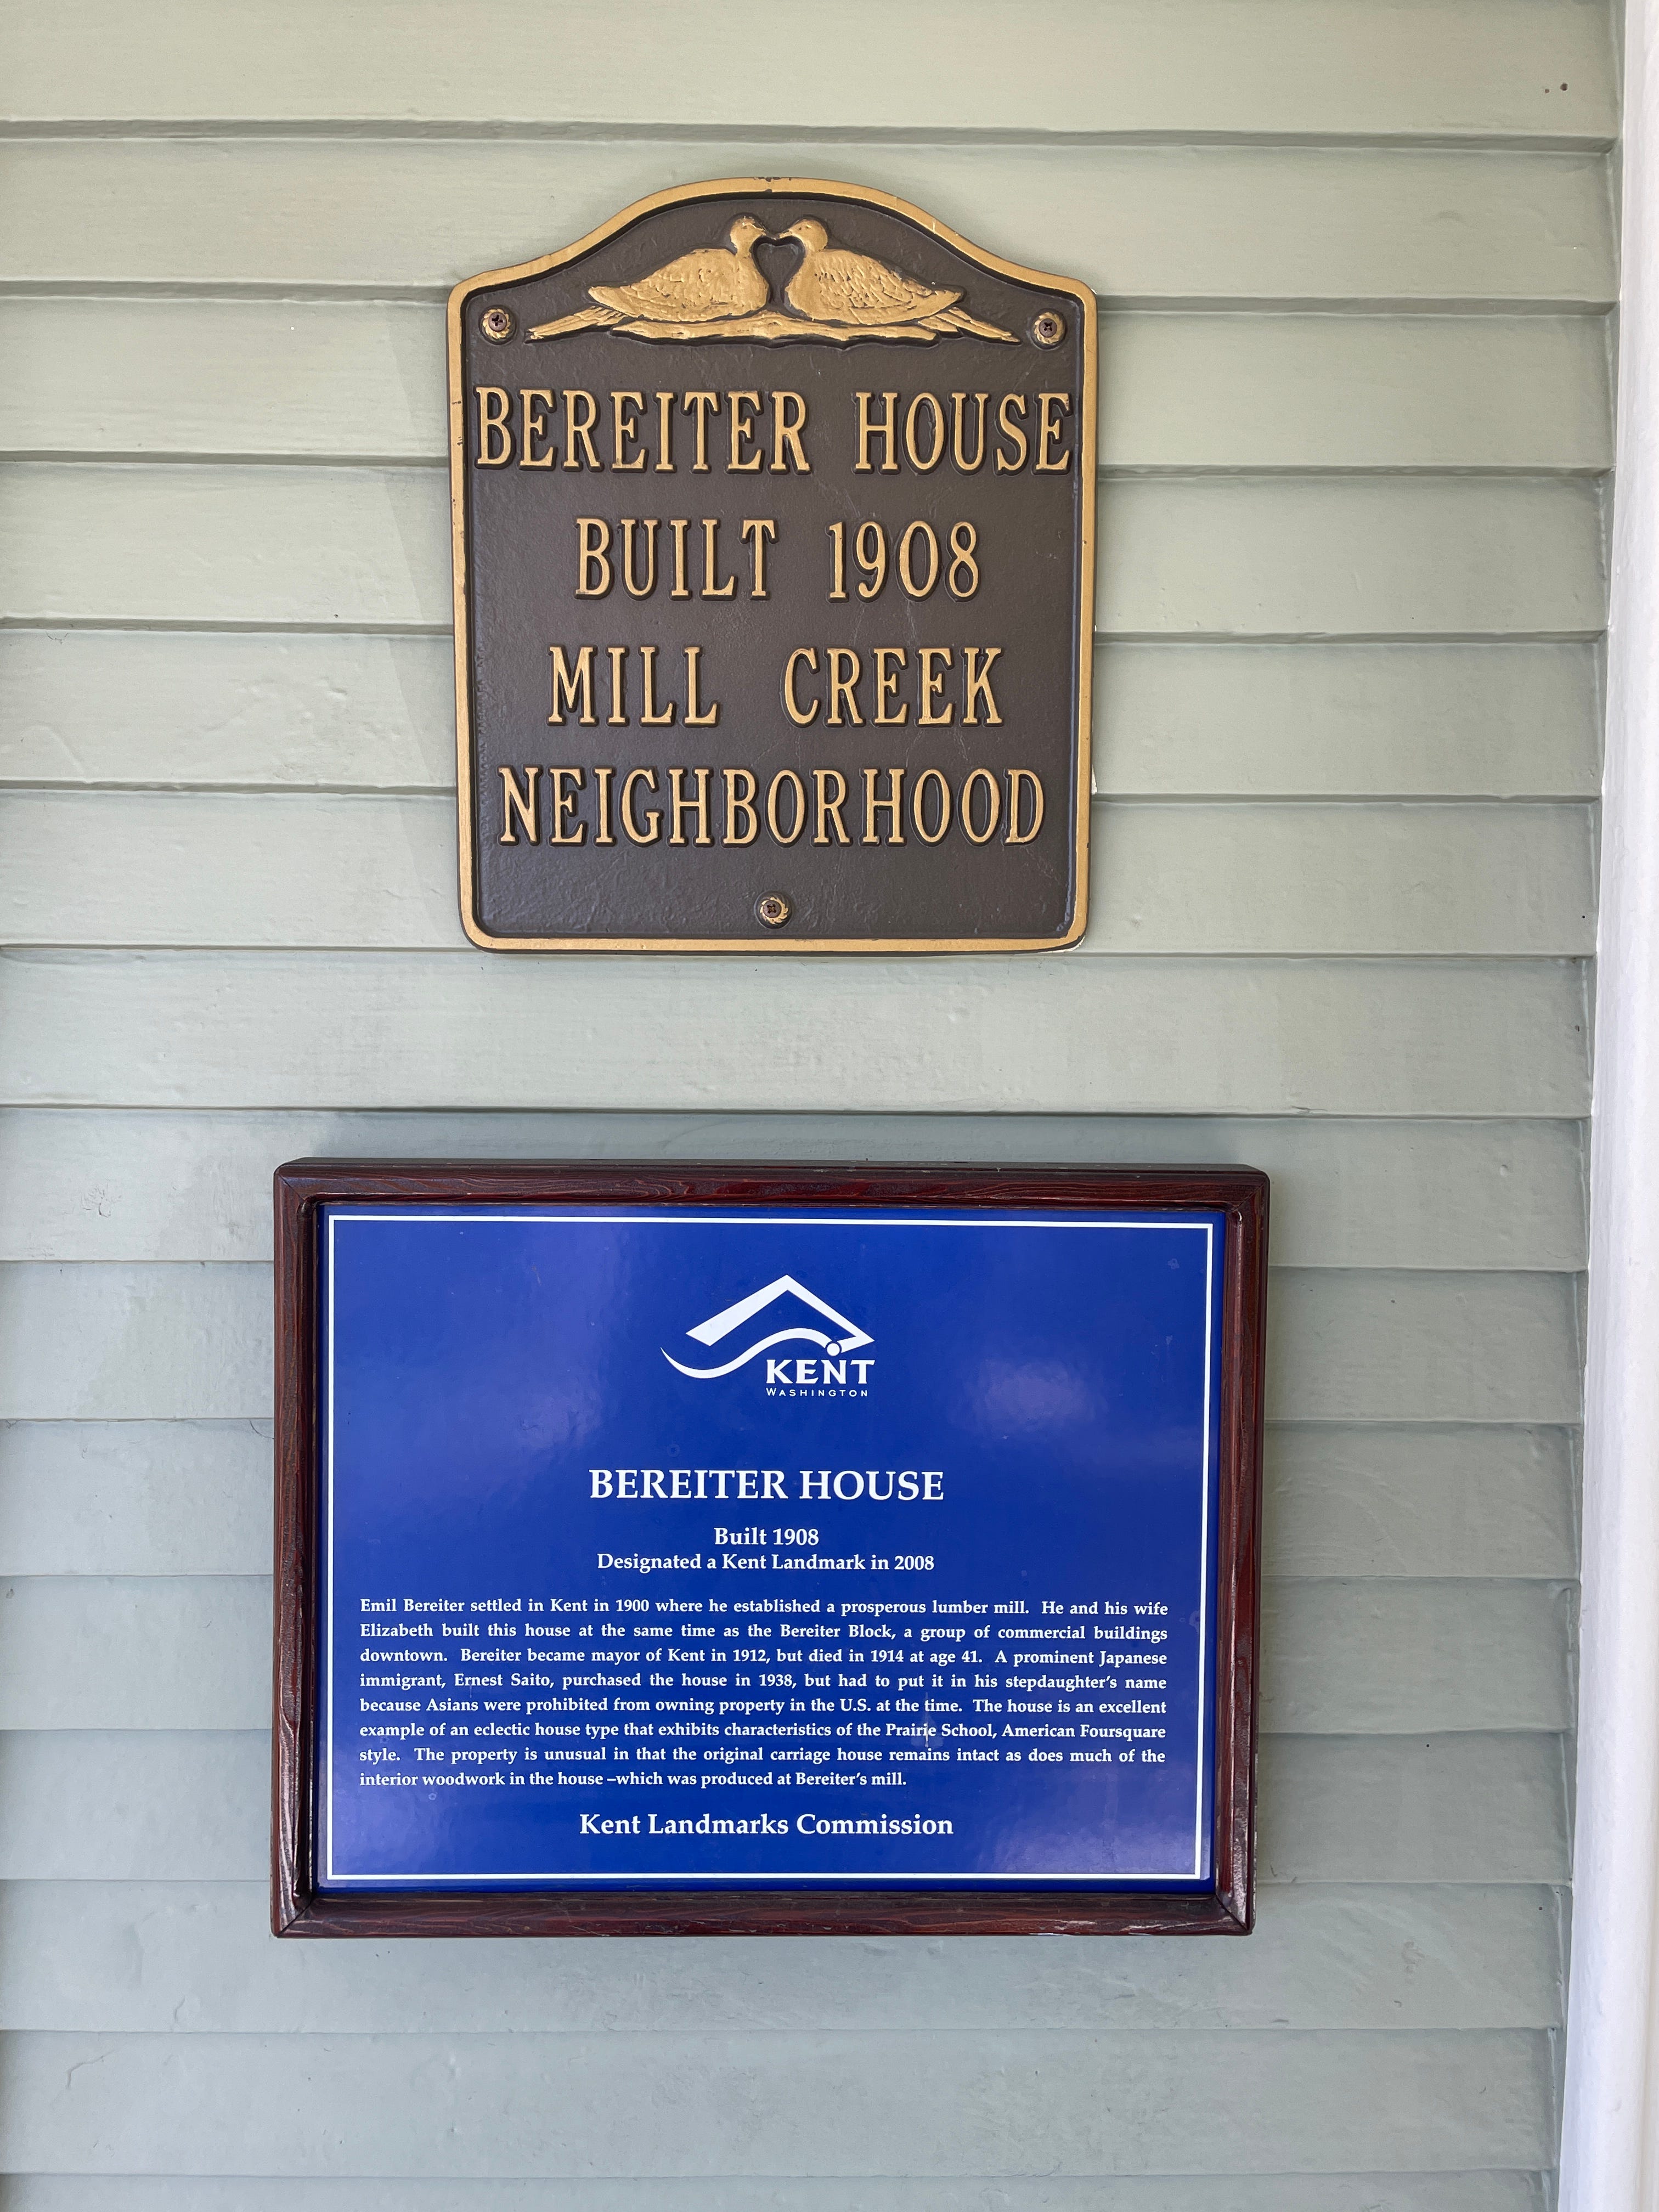 BEREITER HOUSE
BUILT 1908
MILL CREEK
NEIGHBORHOOD
KENT
WASHINGTON
BEREITER HOUSE
Built 1908
Designated a Kent Landmark in 2008
Emil Bereiter settled in Kent in 1900 where he established a prosperous lumber mill. He and his wife
Elizabeth built this house at the same time as the Bereiter Block, a group of commercial buildings
downtown. Bereiter became mayor of Kent in 1912, but died in 1914 at age 41. A prominent Japanese
immigrant, Ernest Saito, purchased the house in 1938, but had to put it in his stepdaughter's name
because Asians were prohibited from owning property in the U.S. at the time. The house is an excellent
example of an eclectic house type that exhibits characteristics of the Prairie School, American Foursquare
style. The property is unusual in that the original carriage house remains intact as does much of the
interior woodwork in the house –which was produced at Bereiter's mill.
Kent Landmarks Commission